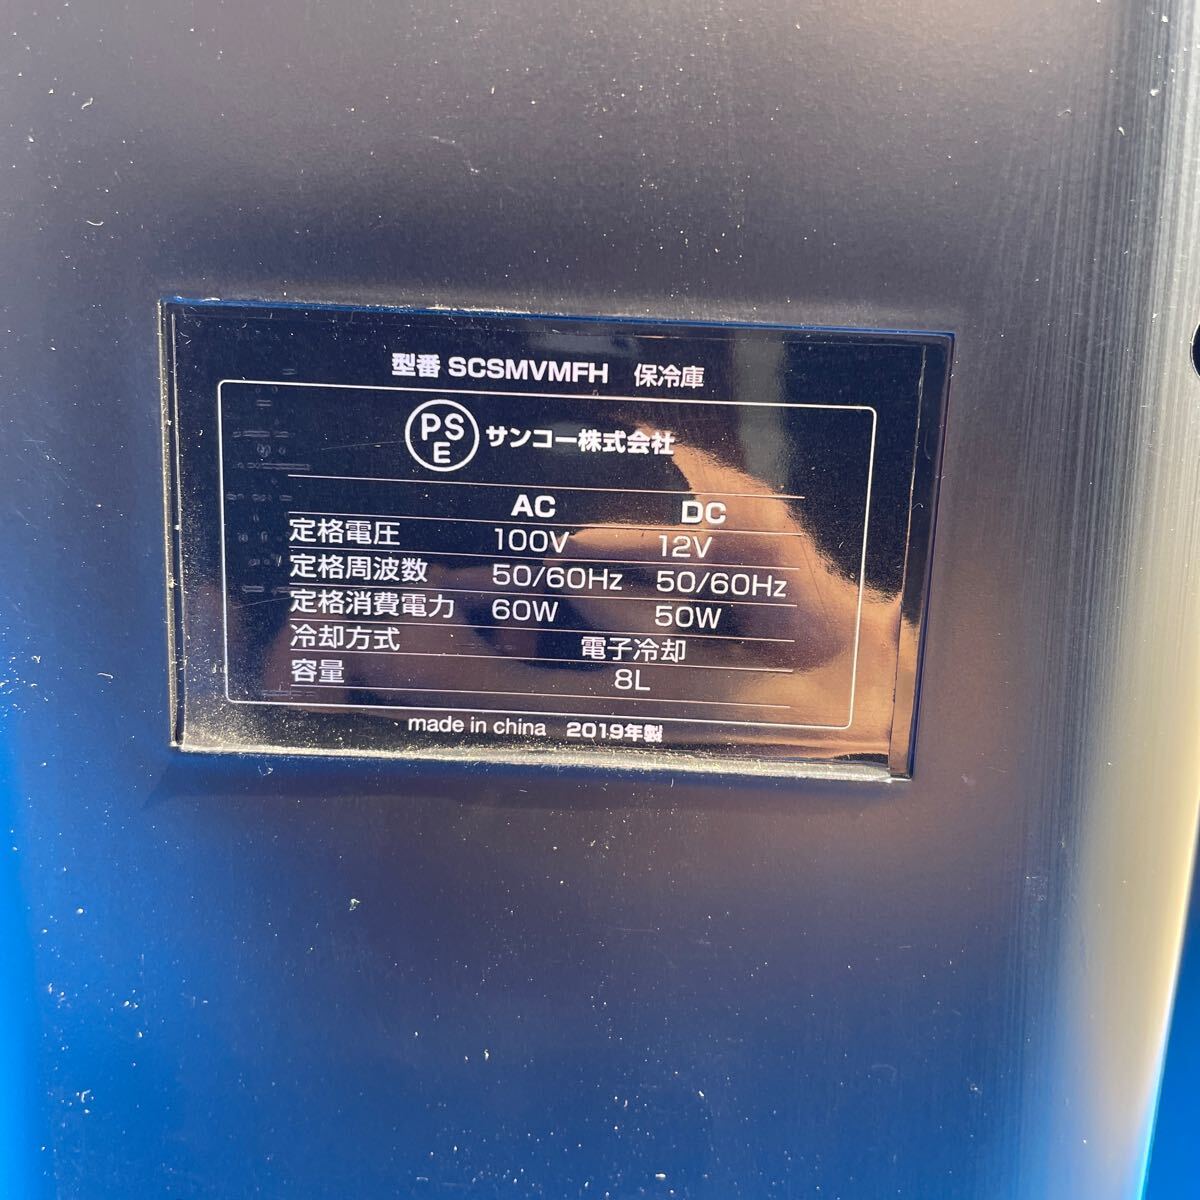 型番 SCSMVMFH 保冷庫
PSE サンコー株式会社
AC DC
定格電圧 100V 12V
定格周波数 50/60Hz 50/60Hz
定格消費電力 60W 50W
冷却方式 電子冷却
容量 8L
made in china 2019年製